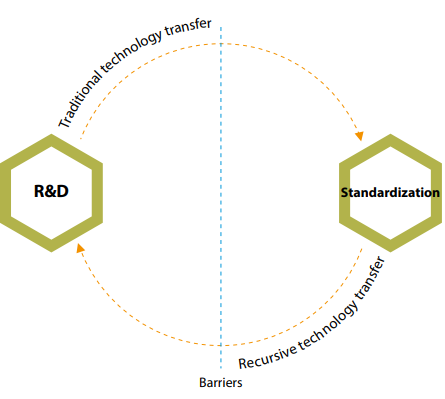 Traditional technology transfer
R&D
Standardization
Recursive technology transfer
Barriers